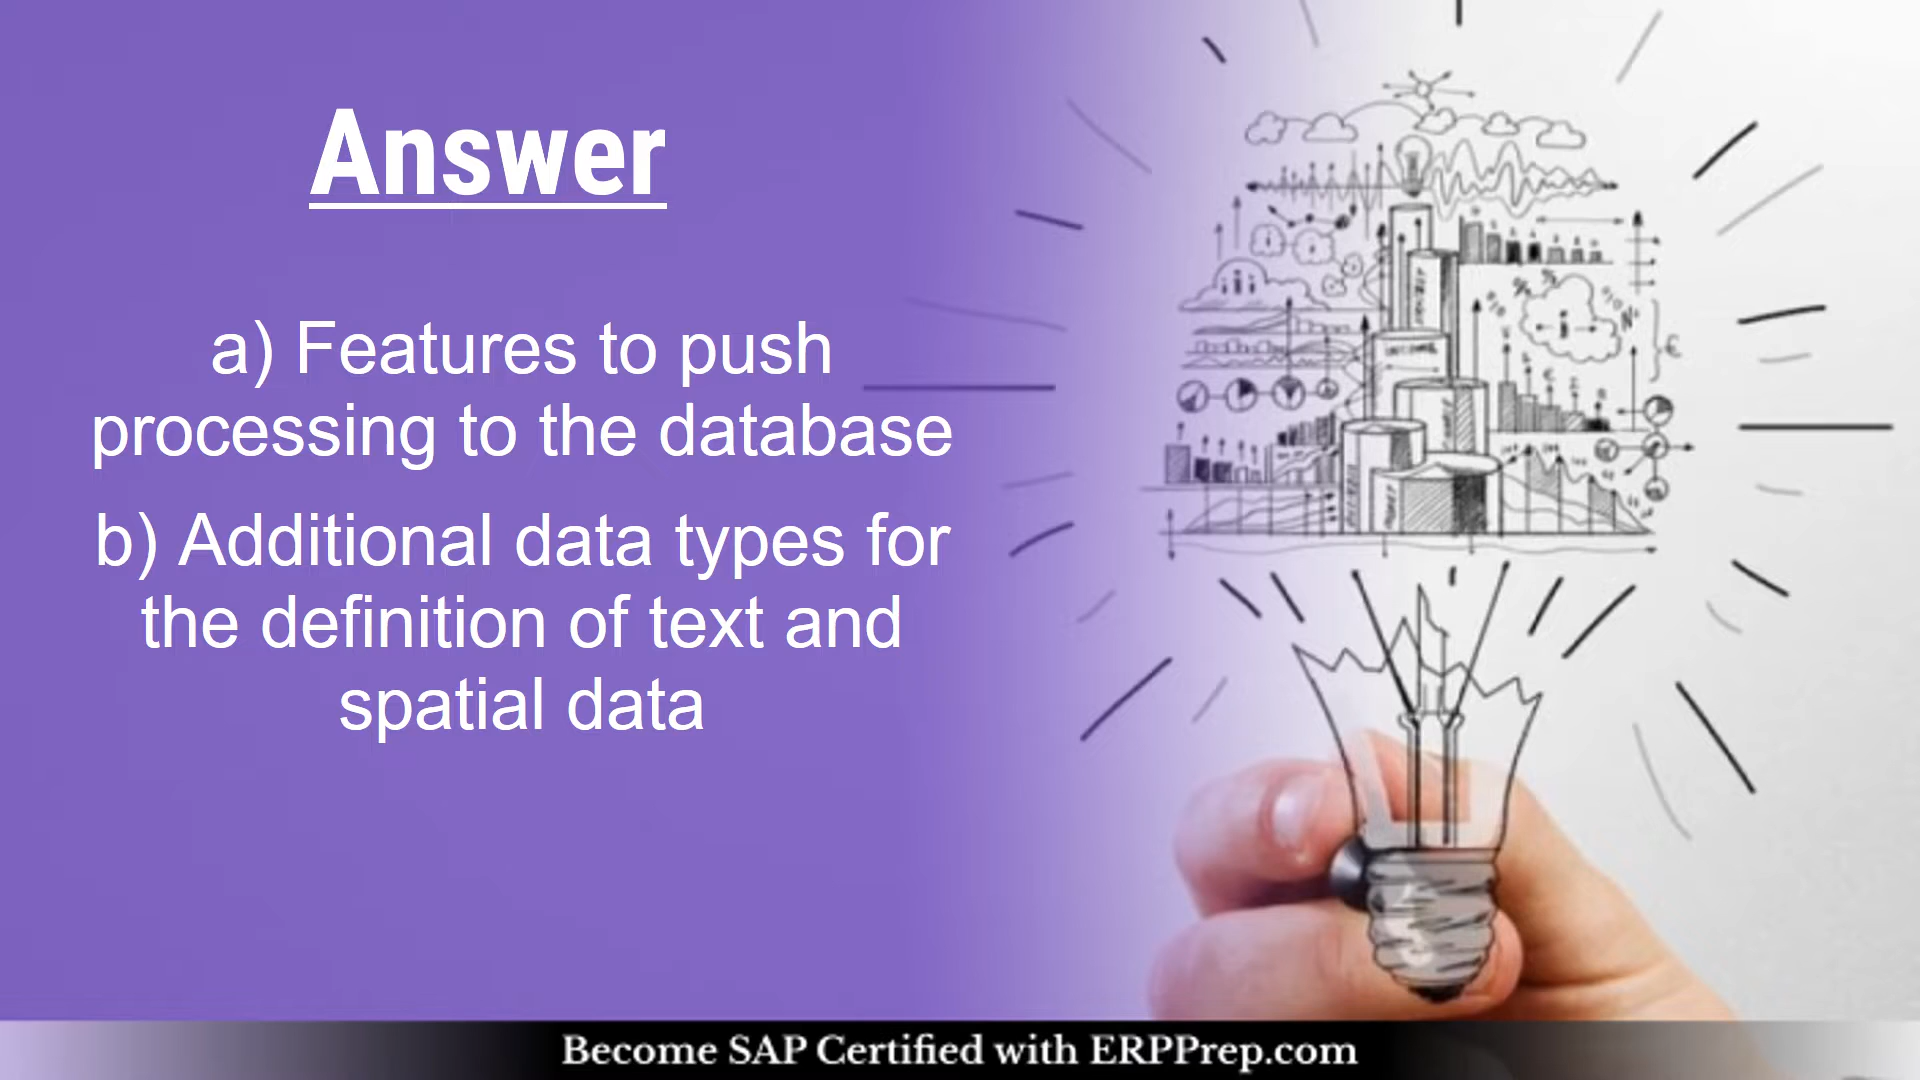 Answer
a) Features to push
processing to the database
b) Additional data types for
the definition of text and
spatial data
INCOME
Become SAP Certified with ERPPrep.com